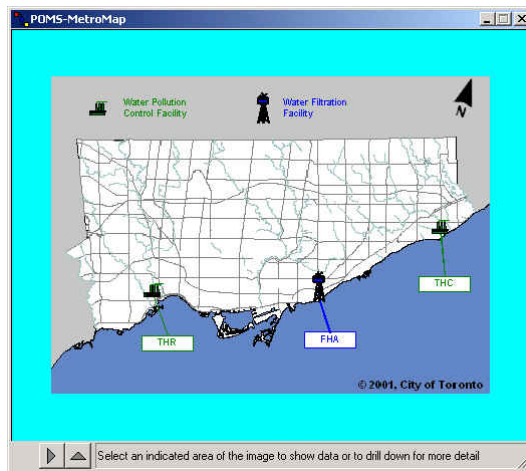 POMS-MetroMap
Water Pollution
Control Facility
Water Filtration
Facility
N
THC
THR
FHA
© 2001, City of Toronto
Select an indicated area of the image to show data or to drill down for more detail